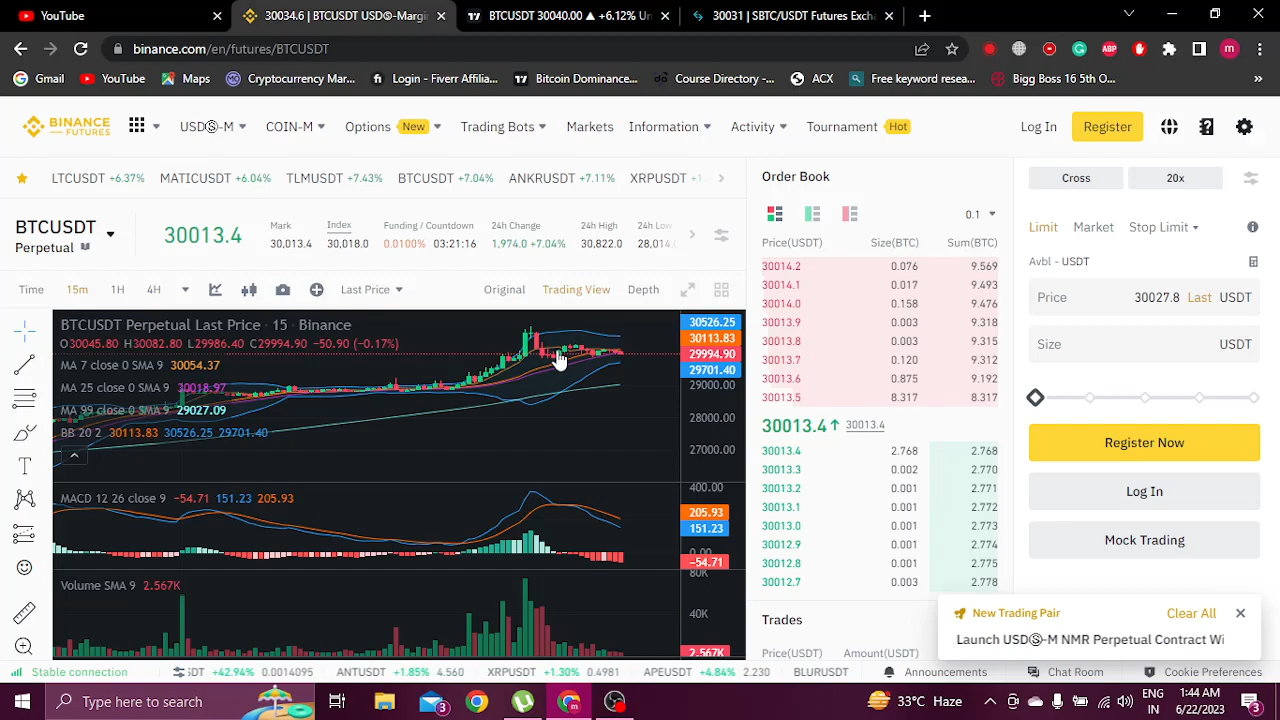 YouTube
30034.6 | BTCUSDT USDⓈ-Margin
BTCUSDT 30040.00 ▲ +6.12% Un
30031 | SBTC/USDT Futures Exch
binance.com/en/futures/BTCUSDT
ABP
m
Gmail
YouTube
Maps
Cryptocurrency Mar...
Login - Fiverr Affilia...
Bitcoin Dominance...
Course Directory -...
ACX
Free keyword resea...
Bigg Boss 16 5th O...
BINANCE
FUTURES
USDⓈ-M
COIN-M
Options
New
Trading Bots
Markets
Information
Activity
Tournament
Hot
Log In
Register
LTCUSDT +6.37%
MATICUSDT +6.04%
TLMUSDT +7.43%
BTCUSDT +7.04%
ANKRUSDT +7.11%
XRPUSDT
BTCUSDT
Perpetual
30013.4
Mark
30,013.4
Index
30,018.0
Funding / Countdown
0.0100% 03:21:16
24h Change
1,974.0 +7.04%
24h High
30,822.0
24h Low
28,014.
Time
15m
1H
4H
Last Price
Original
Trading View
Depth
BTCUSDT Perpetual Last Price · 15 · Binance
O30045.80 H30082.80 L29986.40 C29994.90 −50.90 (−0.17%)
MA 7 close 0 SMA 9 30054.37
MA 25 close 0 SMA 9 30018.97
MA 99 close 0 SMA 9 29027.09
BB 20 2 30113.83 30526.25 29701.40
30526.25
30113.83
29994.90
29701.40
29000.00
28000.00
27000.00
MACD 12 26 close 9 −54.71 151.23 205.93
400.00
205.93
151.23
0.00
−54.71
Volume SMA 9 2.567K
80K
40K
2.567K
Order Book
0.1
Price(USDT) Size(BTC) Sum(BTC)
30014.2 0.076 9.569
30014.1 0.017 9.493
30014.0 0.158 9.476
30013.9 0.003 9.318
30013.8 0.003 9.315
30013.7 0.120 9.312
30013.6 0.875 9.192
30013.5 8.317 8.317
30013.4↑ 30013.4
30013.4 2.768 2.768
30013.3 0.002 2.770
30013.2 0.001 2.771
30013.1 0.001 2.772
30013.0 0.001 2.773
30012.9 0.001 2.774
30012.8 0.001 2.775
30012.7 0.003 2.778
Trades
Price(USDT) Amount(USDT)
Cross
20x
Limit
Market
Stop Limit
Avbl - USDT
Price 30027.8 Last USDT
Size USDT
Register Now
Log In
Mock Trading
New Trading Pair
Clear All
Launch USDⓈ-M NMR Perpetual Contract Wi
Stable connection
SDT +42.94% 0.0014095
ANTUSDT +1.85% 4.560
XRPUSDT +1.30% 0.4981
APEUSDT +4.84% 2.230
BLURUSDT
Announcements
Chat Room
Cookie Preferences
Type here to search
3
33°C Haze
ENG
IN
1:44 AM
6/22/2023
3